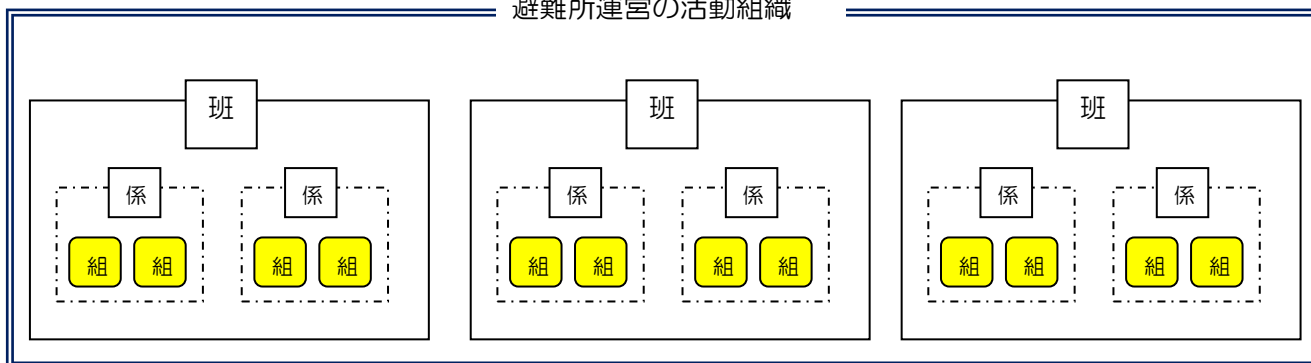 避難所運営の活動組織
班 班 班
係 係 係 係 係 係
組 組 組 組 組 組 組 組 組 組 組 組